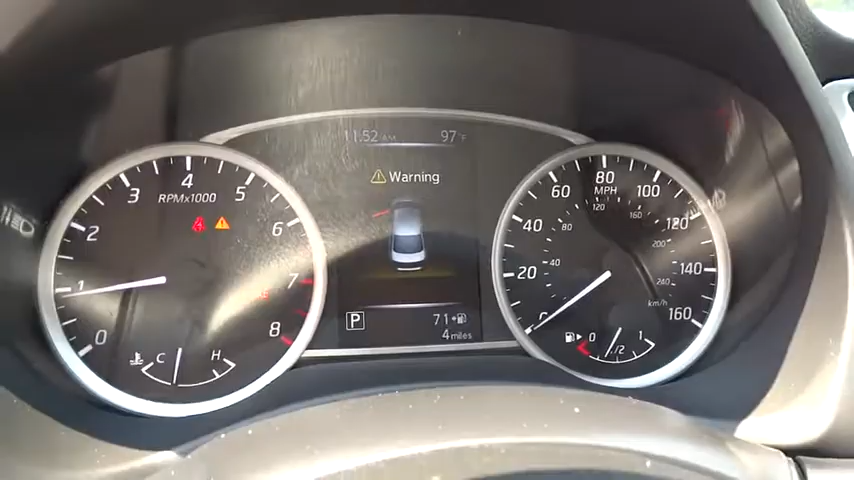 11:52 AM 97°F
Warning
RPMx1000
0 1 2 3 4 5 6 7 8
C H
MPH
0 20 40 60 80 100 120 140 160
km/h
40 80 120 160 200 240
0 1/2 1
P
71
4 miles